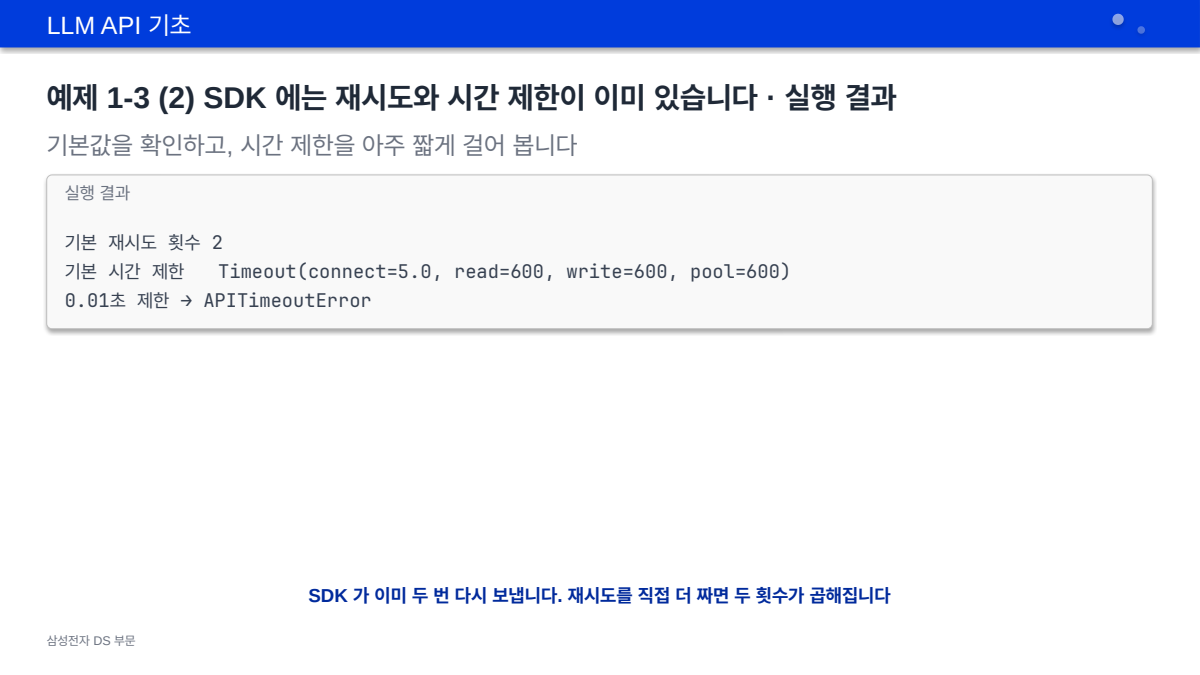 LLM API 기초
예제 1-3 (2) SDK 에는 재시도와 시간 제한이 이미 있습니다 · 실행 결과
기본값을 확인하고, 시간 제한을 아주 짧게 걸어 봅니다
실행 결과
기본 재시도 횟수 2
기본 시간 제한   Timeout(connect=5.0, read=600, write=600, pool=600)
0.01초 제한 → APITimeoutError
SDK 가 이미 두 번 다시 보냅니다. 재시도를 직접 더 짜면 두 횟수가 곱해집니다
삼성전자 DS 부문